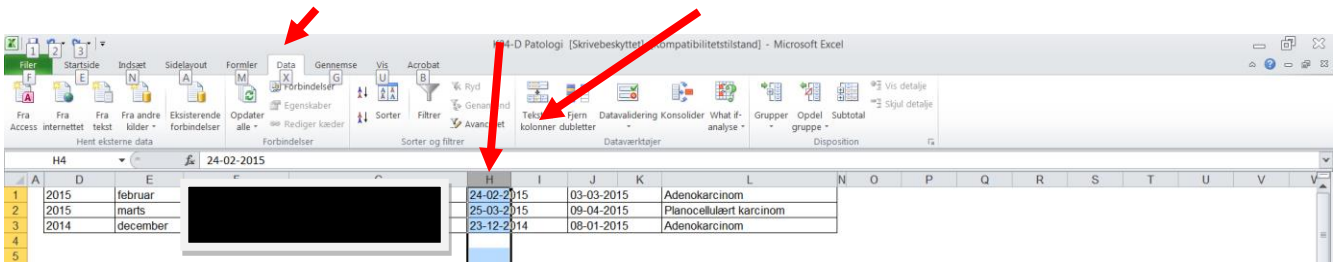 K04-D Patologi [Skrivebeskyttet] [Kompatibilitetstilstand] - Microsoft Excel
1 2 3
Filer Startside Indsæt Sidelayout Formler Data Gennemse Vis Acrobat
F E N A M X G U B
Fra Access
Fra internettet
Fra tekst
Fra andre kilder
Eksisterende forbindelser
Hent eksterne data
Opdater alle
Forbindelser
Egenskaber
Rediger kæder
Forbindelser
Sorter
Filtrer
Ryd
Avanceret
Sorter og filtrer
kolonner
Fjern dubletter
Datavalidering
Konsolider
What if-analyse
Dataværktøjer
Grupper
Opdel gruppe
Subtotal
Vis detalje
Skjul detalje
Disposition
H4 fx 24-02-2015
A D E H I J K L N O P Q R S T U V
1 2015 februar 24-02-2015 03-03-2015 Adenokarcinom
2 2015 marts 25-03-2015 09-04-2015 Planocellulært karcinom
3 2014 december 23-12-2014 08-01-2015 Adenokarcinom
4
5